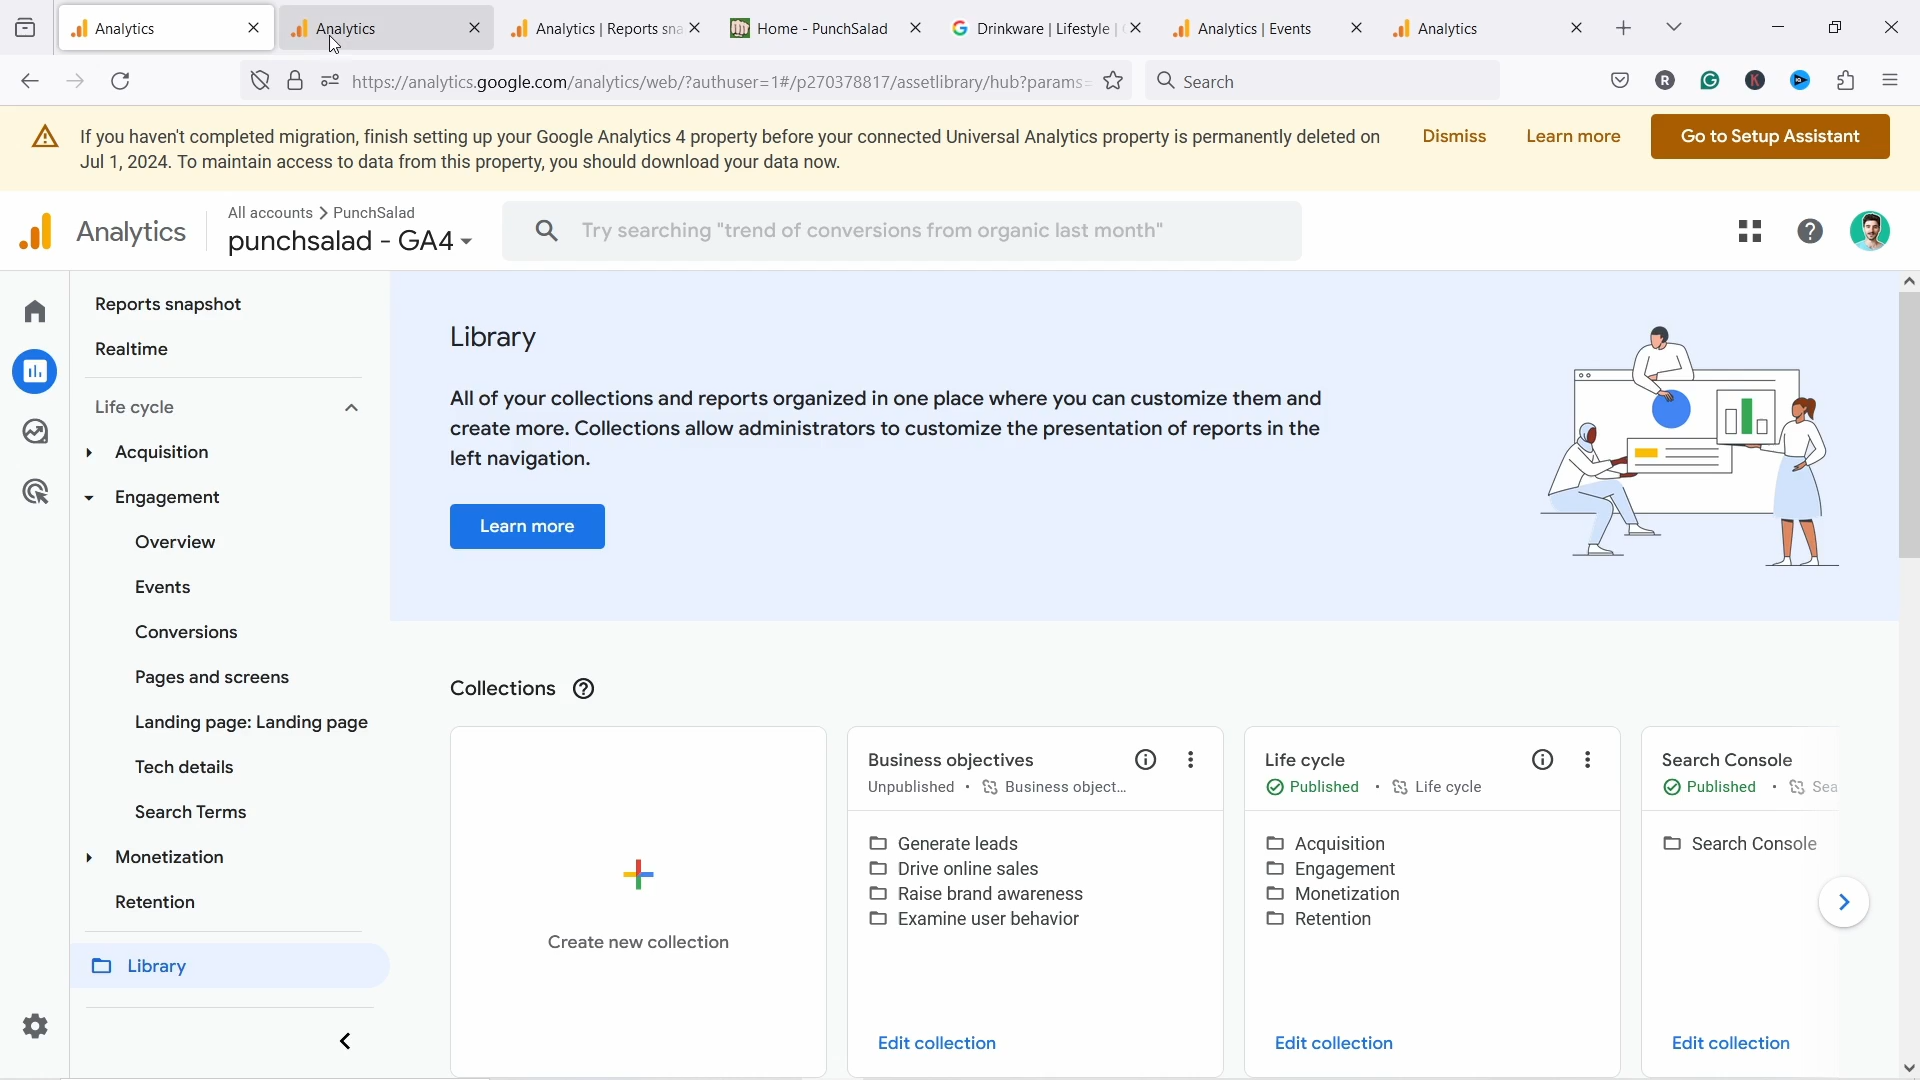 Analytics
Analytics
Analytics | Reports sna
Home - PunchSalad
Drinkware | Lifestyle |
Analytics | Events
Analytics
https://analytics.google.com/analytics/web/?authuser=1#/p270378817/assetlibrary/hub?params=
Search
If you haven't completed migration, finish setting up your Google Analytics 4 property before your connected Universal Analytics property is permanently deleted on
Jul 1, 2024. To maintain access to data from this property, you should download your data now.
Dismiss
Learn more
Go to Setup Assistant
Analytics
All accounts > PunchSalad
punchsalad - GA4
Try searching "trend of conversions from organic last month"
Reports snapshot
Realtime
Life cycle
Acquisition
Engagement
Overview
Events
Conversions
Pages and screens
Landing page: Landing page
Tech details
Search Terms
Monetization
Retention
Library
Library
All of your collections and reports organized in one place where you can customize them and
create more. Collections allow administrators to customize the presentation of reports in the
left navigation.
Learn more
Collections
Create new collection
Business objectives
Unpublished • Business object...
Generate leads
Drive online sales
Raise brand awareness
Examine user behavior
Edit collection
Life cycle
Published • Life cycle
Acquisition
Engagement
Monetization
Retention
Edit collection
Search Console
Published • Sea
Search Console
Edit collection